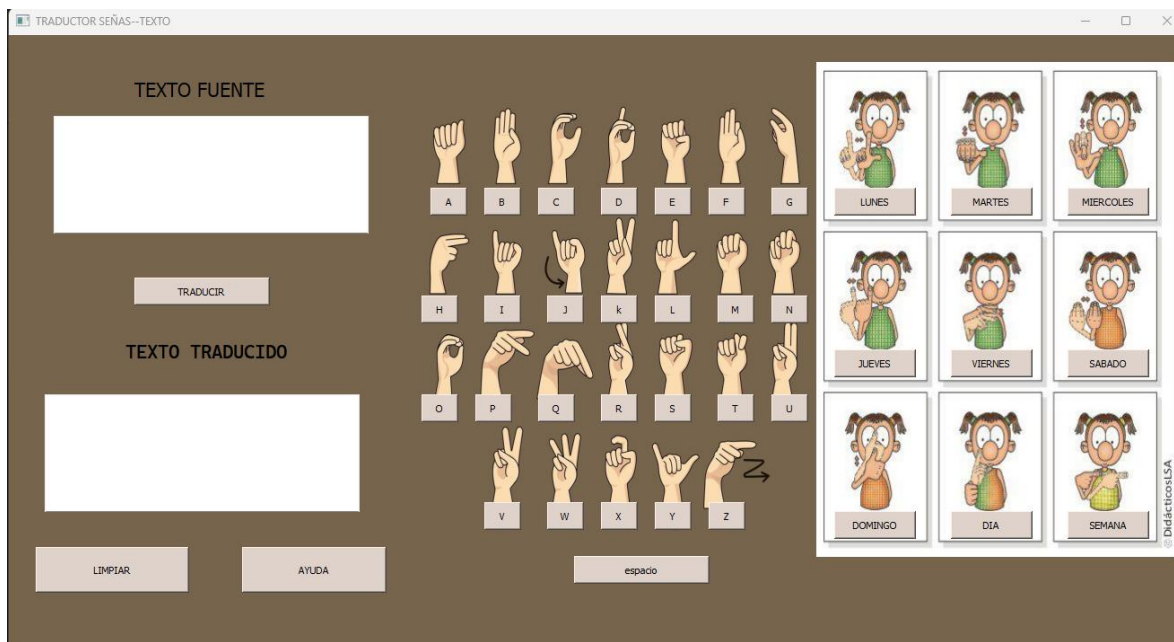 TRADUCTOR SEÑAS--TEXTO
TEXTO FUENTE
TRADUCIR
TEXTO TRADUCIDO
LIMPIAR
AYUDA
A B C D E F G
H I J k L M N
O P Q R S T U
V W X Y Z
espacio
LUNES MARTES MIERCOLES
JUEVES VIERNES SABADO
DOMINGO DIA SEMANA
©DidácticosLSA